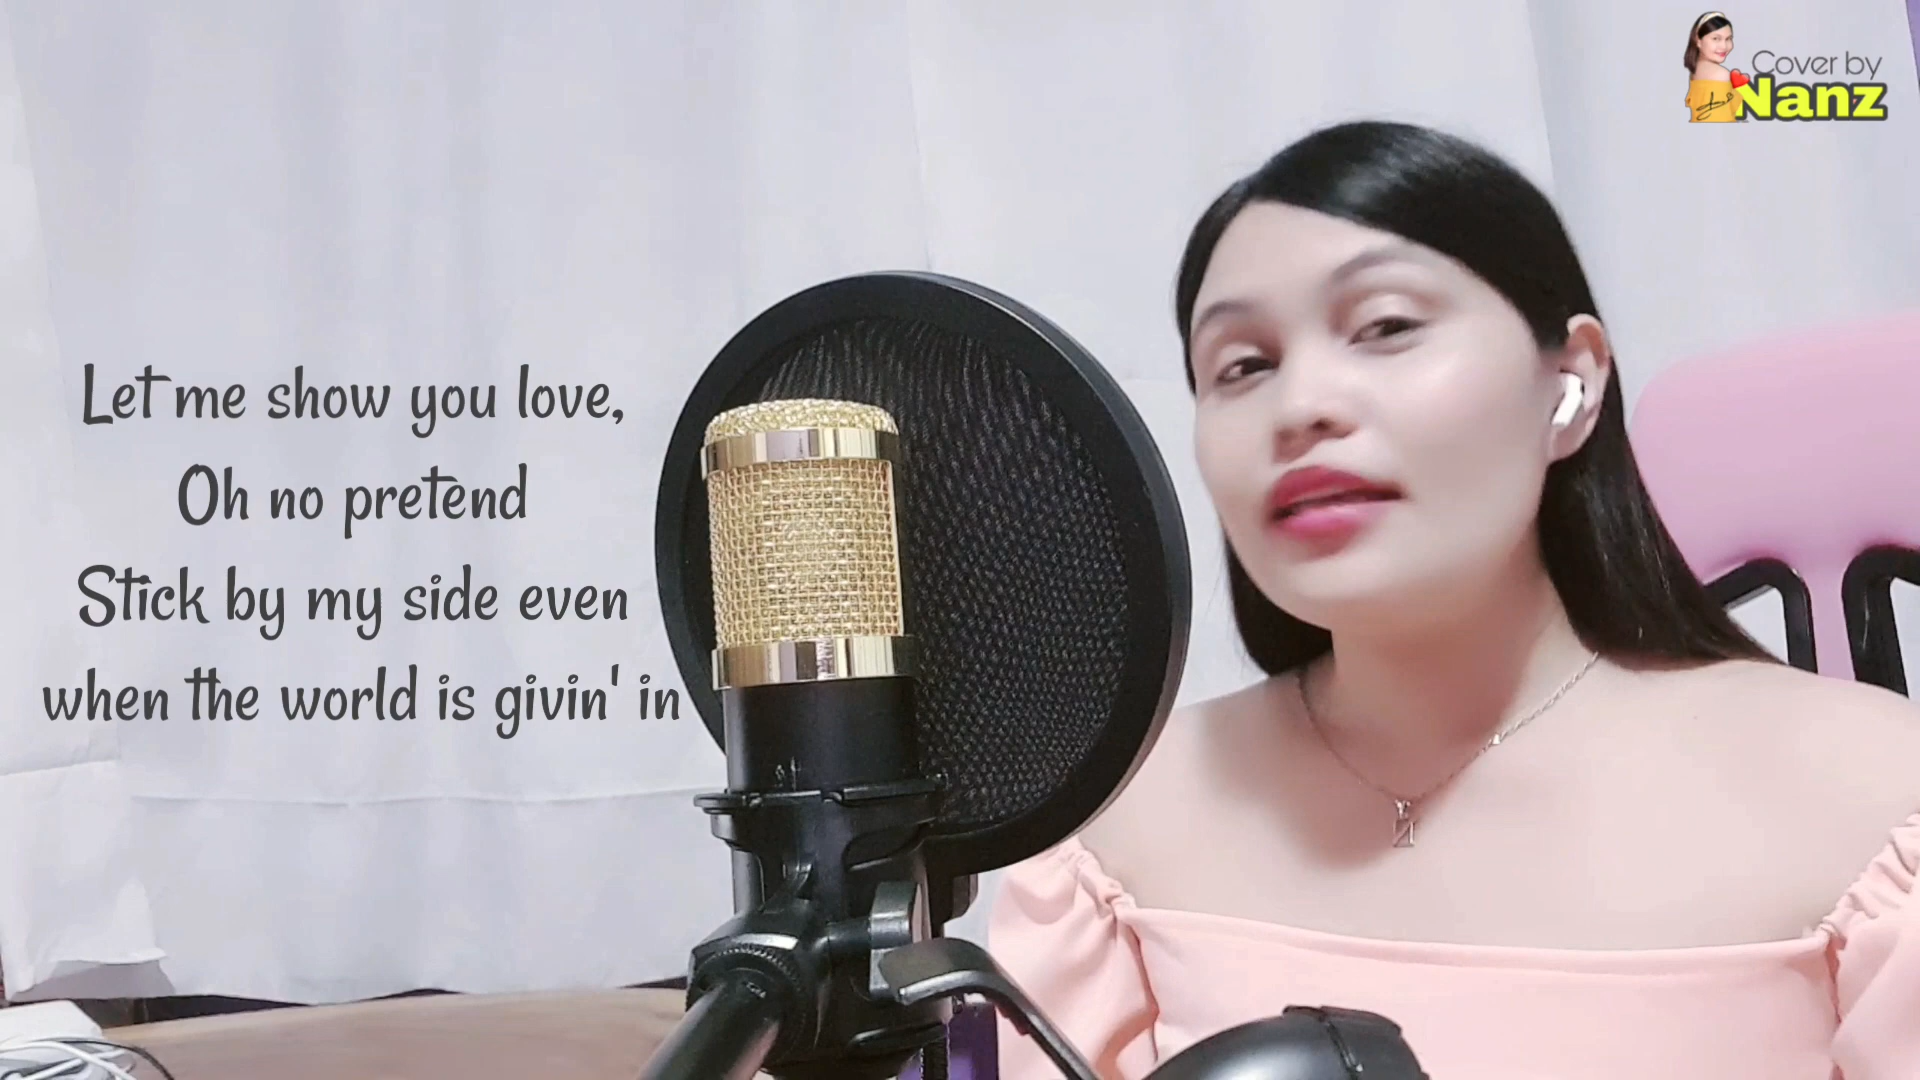 Cover by
Nanz
Let me show you love,
Oh no pretend
Stick by my side even
when the world is givin' in